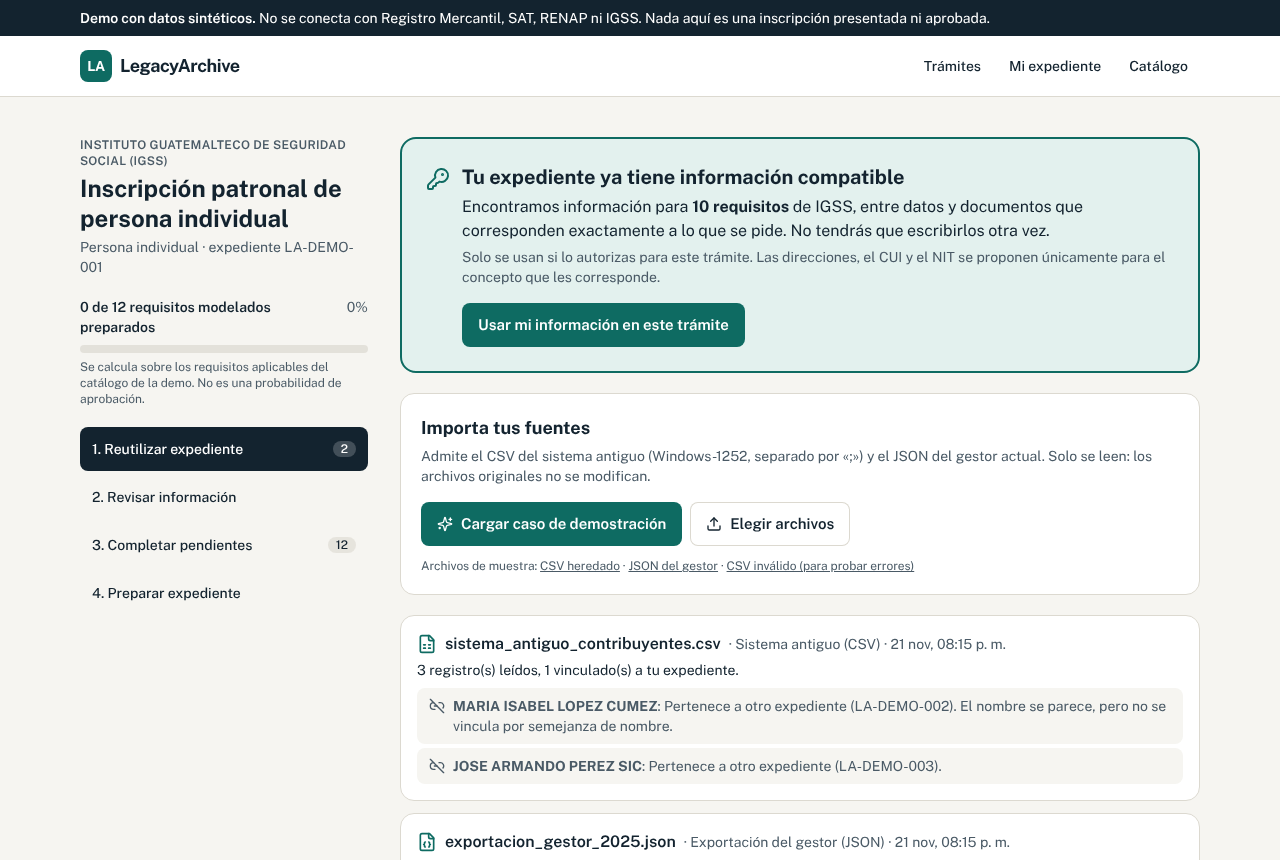 Demo con datos sintéticos. No se conecta con Registro Mercantil, SAT, RENAP ni IGSS. Nada aquí es una inscripción presentada ni aprobada.
LA LegacyArchive
Trámites Mi expediente Catálogo
INSTITUTO GUATEMALTECO DE SEGURIDAD
SOCIAL (IGSS)
Inscripción patronal de
persona individual
Persona individual · expediente LA-DEMO-
001
0 de 12 requisitos modelados
preparados
0%
Se calcula sobre los requisitos aplicables del
catálogo de la demo. No es una probabilidad de
aprobación.
1. Reutilizar expediente 2
2. Revisar información
3. Completar pendientes 12
4. Preparar expediente
Tu expediente ya tiene información compatible
Encontramos información para 10 requisitos de IGSS, entre datos y documentos que
corresponden exactamente a lo que se pide. No tendrás que escribirlos otra vez.
Solo se usan si lo autorizas para este trámite. Las direcciones, el CUI y el NIT se proponen únicamente para el
concepto que les corresponde.
Usar mi información en este trámite
Importa tus fuentes
Admite el CSV del sistema antiguo (Windows-1252, separado por «;») y el JSON del gestor actual. Solo se leen: los
archivos originales no se modifican.
Cargar caso de demostración
Elegir archivos
Archivos de muestra: CSV heredado · JSON del gestor · CSV inválido (para probar errores)
sistema_antiguo_contribuyentes.csv · Sistema antiguo (CSV) · 21 nov, 08:15 p. m.
3 registro(s) leídos, 1 vinculado(s) a tu expediente.
MARIA ISABEL LOPEZ CUMEZ: Pertenece a otro expediente (LA-DEMO-002). El nombre se parece, pero no se
vincula por semejanza de nombre.
JOSE ARMANDO PEREZ SIC: Pertenece a otro expediente (LA-DEMO-003).
exportacion_gestor_2025.json · Exportación del gestor (JSON) · 21 nov, 08:15 p. m.